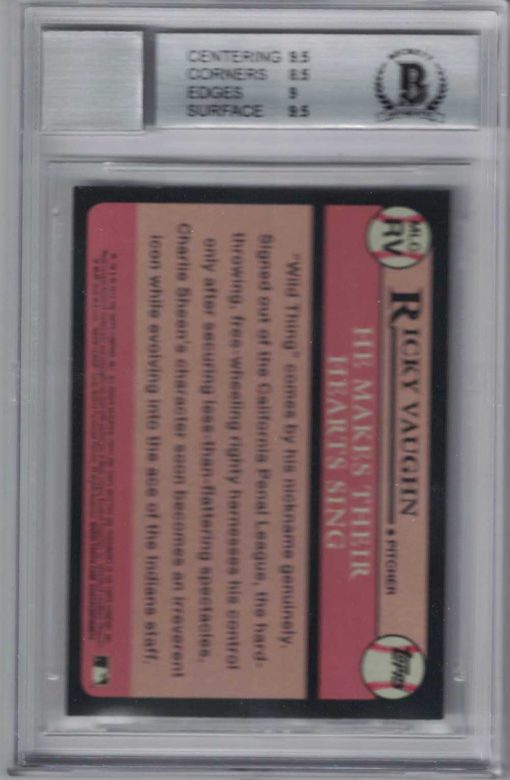 CENTERING 9.5
CORNERS 8.5
EDGES 9
SURFACE 9.5
BECKETT
B
MLC
RV
RICKY VAUGHN
PITCHER
Topps
HE MAKES THEIR
HEARTS SING
"Wild Thing" comes by his nickname genuinely.
Signed out of the California Penal League, the hard-
throwing, free-wheeling righty harnesses his control
only after securing less-than-flattering spectacles.
Charlie Sheen's character soon becomes an irreverent
icon while evolving into the ace of the Indians staff.